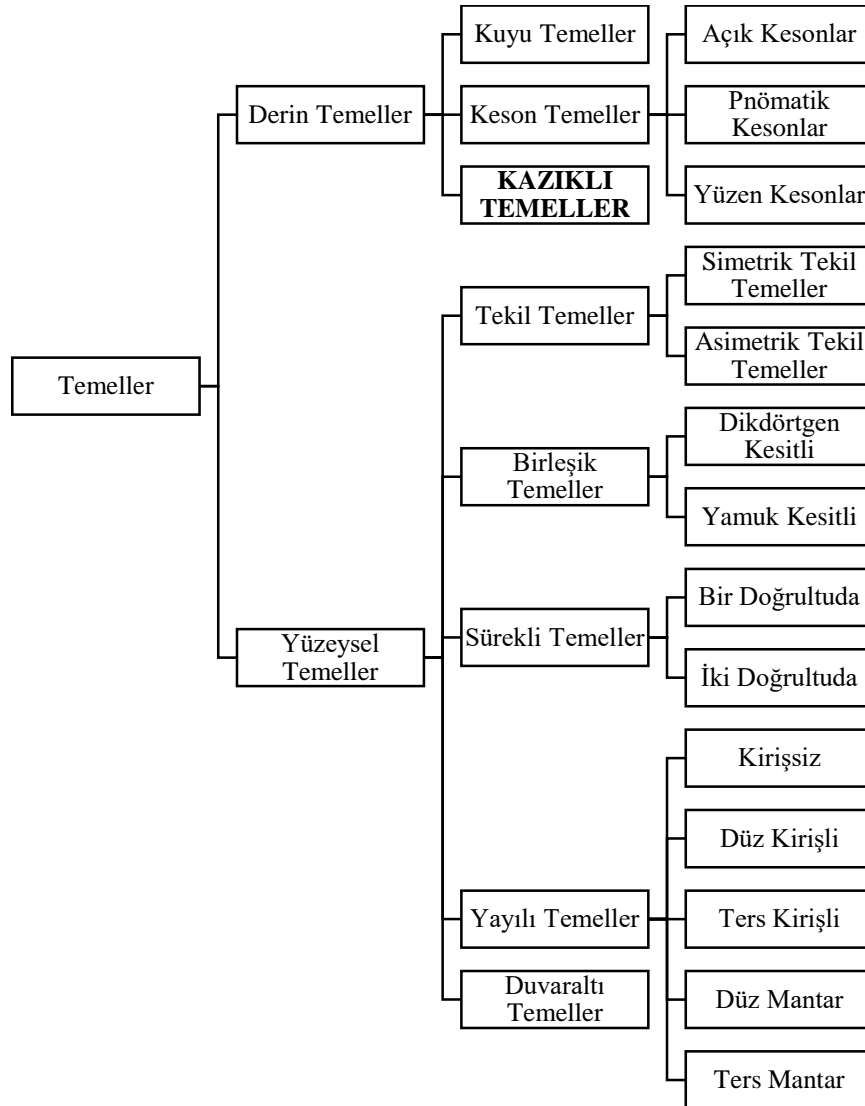 Kuyu Temeller
Açık Kesonlar
Derin Temeller
Keson Temeller
Pnömatik
Kesonlar
KAZIKLI
TEMELLER
Yüzen Kesonlar
Simetrik Tekil
Temeller
Tekil Temeller
Asimetrik Tekil
Temeller
Temeller
Dikdörtgen
Kesitli
Birleşik
Temeller
Yamuk Kesitli
Bir Doğrultuda
Yüzeysel
Temeller
Sürekli Temeller
İki Doğrultuda
Kirişsiz
Düz Kirişli
Yayılı Temeller
Ters Kirişli
Duvaraltı
Temeller
Düz Mantar
Ters Mantar